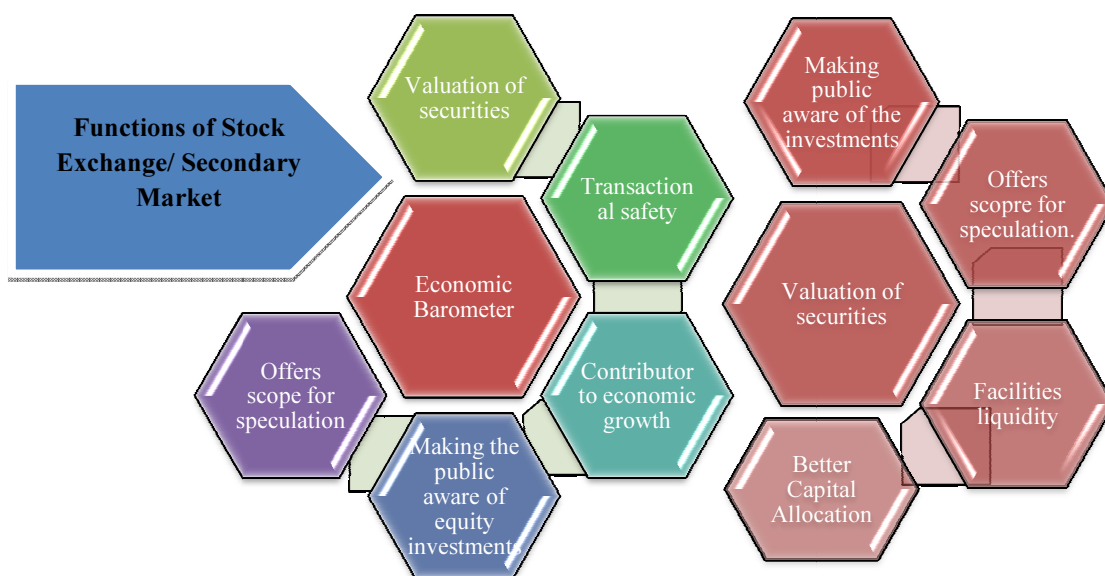 Functions of Stock
Exchange/ Secondary
Market
Valuation of
securities
Transaction
al safety
Economic
Barometer
Contributor
to economic
growth
Offers
scope for
speculation
Making the
public
aware of
equity
investments
Making
public
aware of the
investments
Offers
scopre for
speculation.
Valuation of
securities
Facilities
liquidity
Better
Capital
Allocation